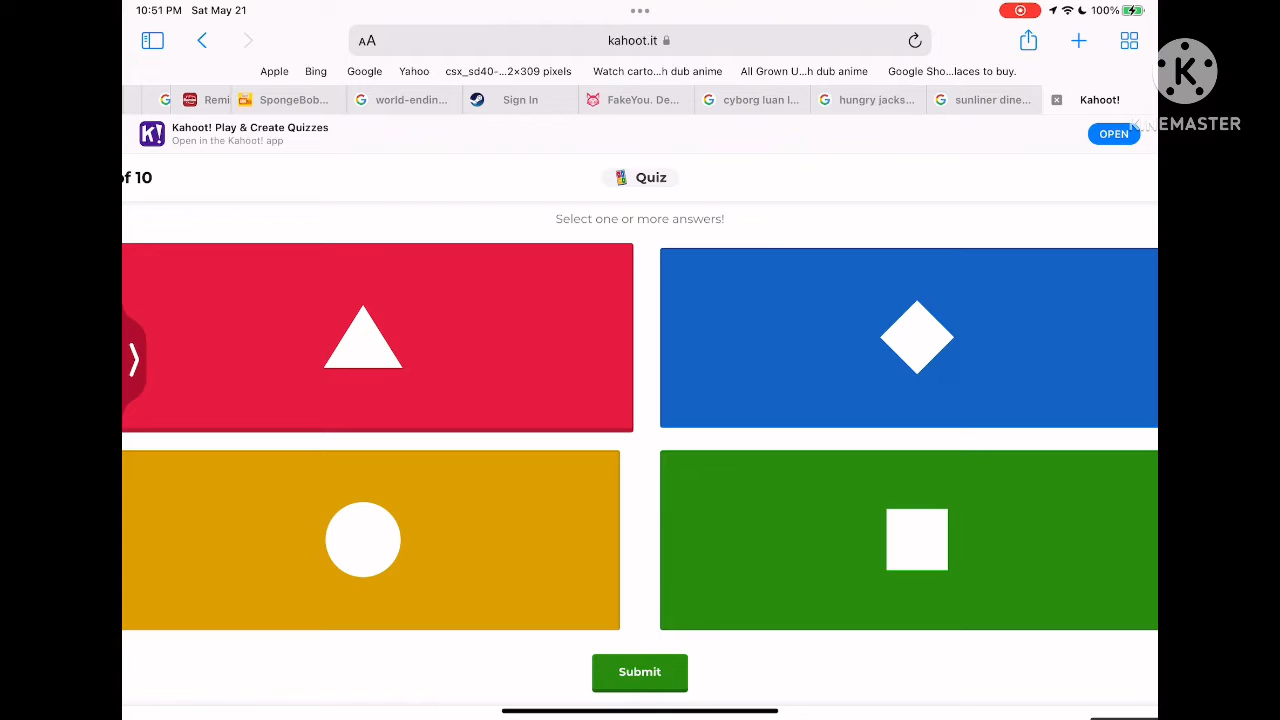 10:51 PM Sat May 21
100%
AA kahoot.it
Apple Bing Google Yahoo csx_sd40-...2×309 pixels Watch carto...h dub anime All Grown U...h dub anime Google Sho...laces to buy.
Remi SpongeBob... world-endin... Sign In FakeYou. De... cyborg luan l... hungry jacks... sunliner dine... Kahoot!
K!
Kahoot! Play & Create Quizzes
Open in the Kahoot! app
OPEN
K
KINEMASTER
of 10
Quiz
Select one or more answers!
Submit